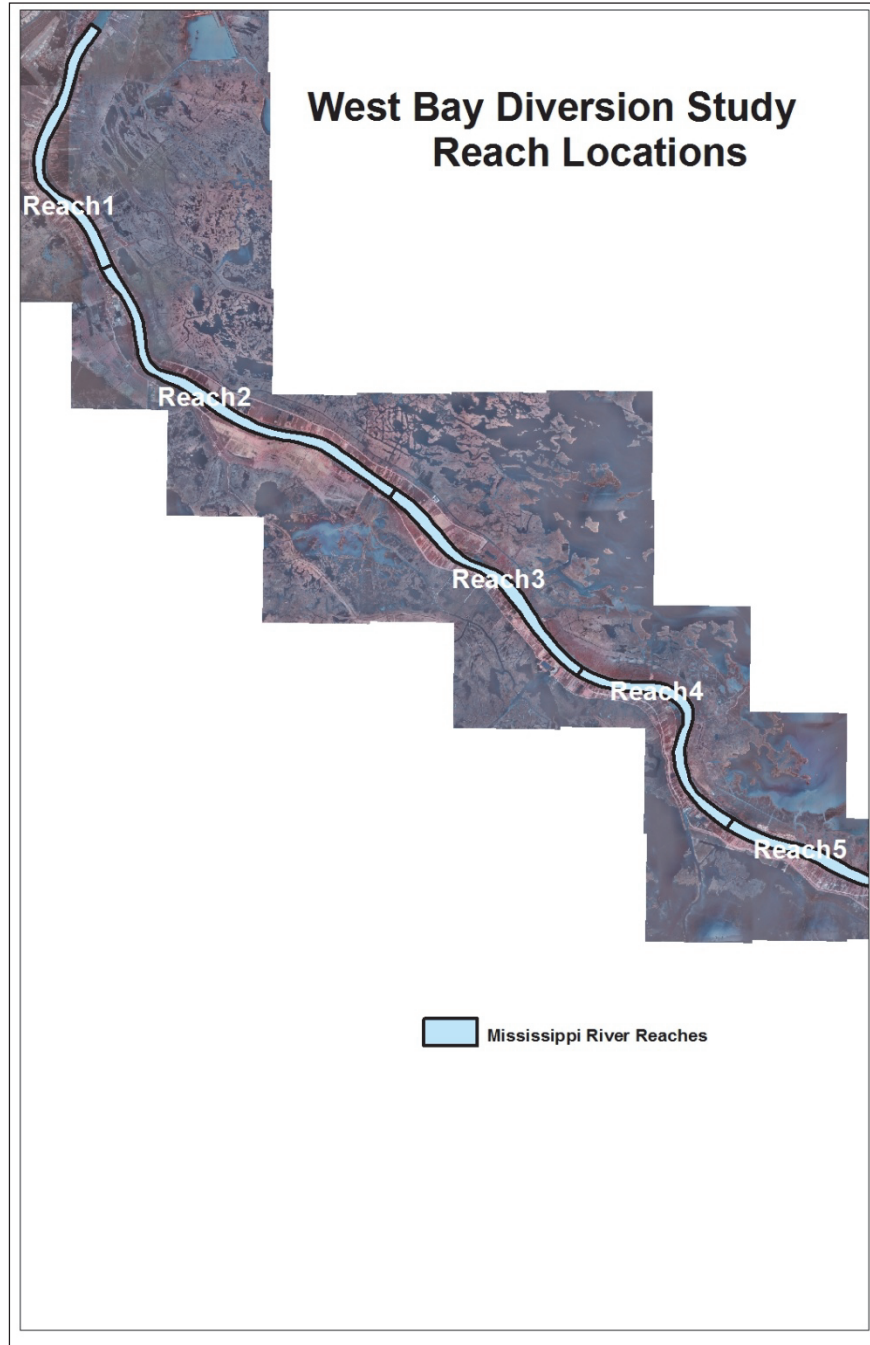 West Bay Diversion Study
Reach Locations
Reach1
Reach2
Reach3
Reach4
Reach5
Mississippi River Reaches